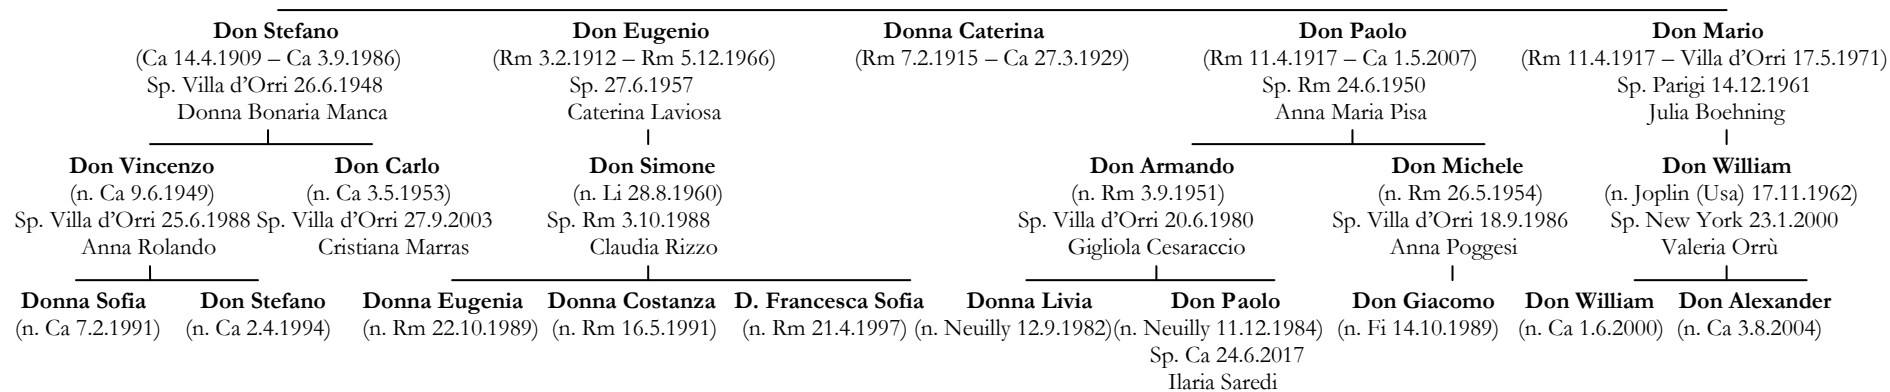 Don Stefano Don Eugenio Donna Caterina Don Paolo Don Mario
(Ca 14.4.1909 – Ca 3.9.1986) (Rm 3.2.1912 – Rm 5.12.1966) (Rm 7.2.1915 – Ca 27.3.1929) (Rm 11.4.1917 – Ca 1.5.2007) (Rm 11.4.1917 – Villa d’Orri 17.5.1971)
Sp. Villa d’Orri 26.6.1948 Sp. 27.6.1957 Sp. Rm 24.6.1950 Sp. Parigi 14.12.1961
Donna Bonaria Manca Caterina Laviosa Anna Maria Pisa Julia Boehning
Don Vincenzo Don Carlo Don Simone Don Armando Don Michele Don William
(n. Ca 9.6.1949) (n. Ca 3.5.1953) (n. Li 28.8.1960) (n. Rm 3.9.1951) (n. Rm 26.5.1954) (n. Joplin (Usa) 17.11.1962)
Sp. Villa d’Orri 25.6.1988 Sp. Villa d’Orri 27.9.2003 Sp. Rm 3.10.1988 Sp. Villa d’Orri 20.6.1980 Sp. Villa d’Orri 18.9.1986 Sp. New York 23.1.2000
Anna Rolando Cristiana Marras Claudia Rizzo Gigliola Cesaraccio Anna Poggesi Valeria Orrù
Donna Sofia Don Stefano Donna Eugenia Donna Costanza D. Francesca Sofia Donna Livia Don Paolo Don Giacomo Don William Don Alexander
(n. Ca 7.2.1991) (n. Ca 2.4.1994) (n. Rm 22.10.1989) (n. Rm 16.5.1991) (n. Rm 21.4.1997) (n. Neuilly 12.9.1982) (n. Neuilly 11.12.1984) (n. Fi 14.10.1989) (n. Ca 1.6.2000) (n. Ca 3.8.2004)
Sp. Ca 24.6.2017
Ilaria Saredi